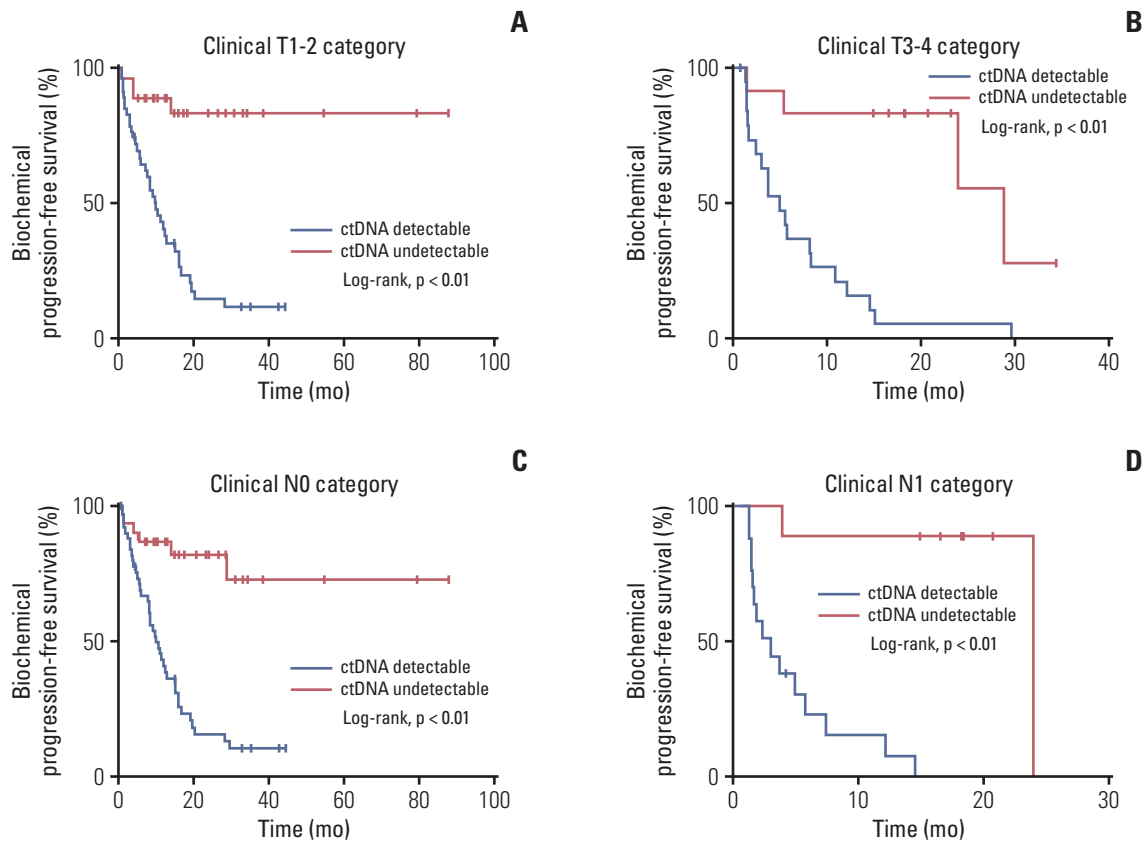 A
Clinical T1-2 category
Biochemical
progression-free survival (%)
100
50
0
ctDNA detectable
ctDNA undetectable
Log-rank, p < 0.01
0 20 40 60 80 100
Time (mo)
B
Clinical T3-4 category
Biochemical
progression-free survival (%)
100
50
0
ctDNA detectable
ctDNA undetectable
Log-rank, p < 0.01
0 10 20 30 40
Time (mo)
C
Clinical N0 category
Biochemical
progression-free survival (%)
100
50
0
ctDNA detectable
ctDNA undetectable
Log-rank, p < 0.01
0 20 40 60 80 100
Time (mo)
D
Clinical N1 category
Biochemical
progression-free survival (%)
100
50
0
ctDNA detectable
ctDNA undetectable
Log-rank, p < 0.01
0 10 20 30
Time (mo)